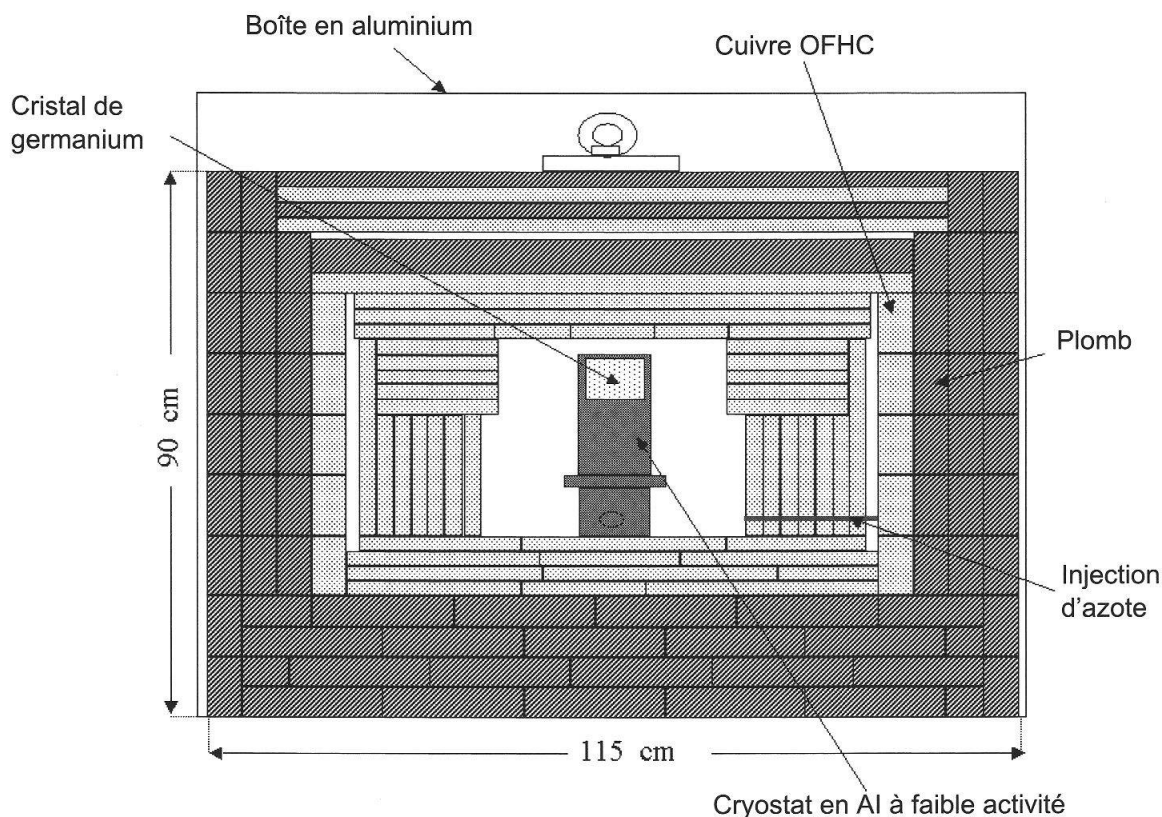 Boîte en aluminium
Cuivre OFHC
Cristal de
germanium
Plomb
90 cm
Injection
d'azote
115 cm
Cryostat en Al à faible activité